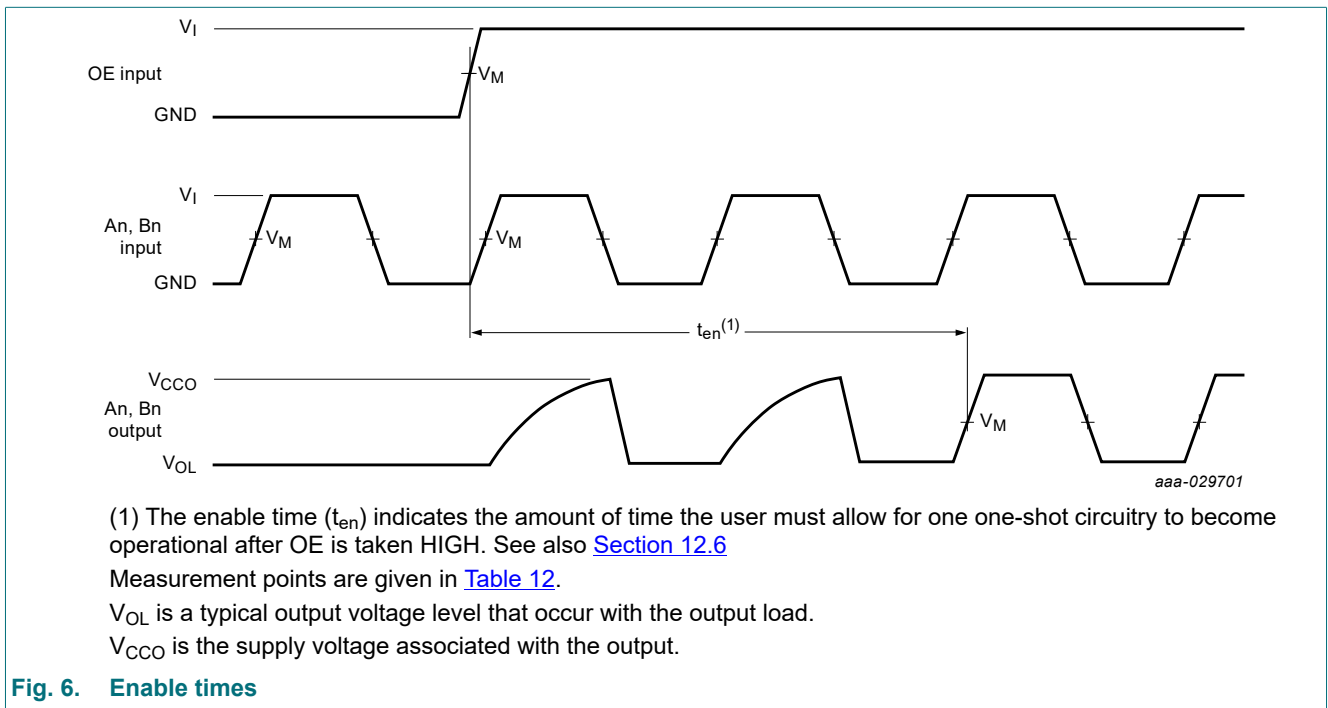 VI
OE input
VM
GND
VI
An, Bn
input
VM
VM
GND
ten(1)
VCCO
An, Bn
output
VM
VOL
aaa-029701
(1) The enable time (ten) indicates the amount of time the user must allow for one one-shot circuitry to become
operational after OE is taken HIGH. See also Section 12.6
Measurement points are given in Table 12.
VOL is a typical output voltage level that occur with the output load.
VCCO is the supply voltage associated with the output.
Fig. 6. Enable times